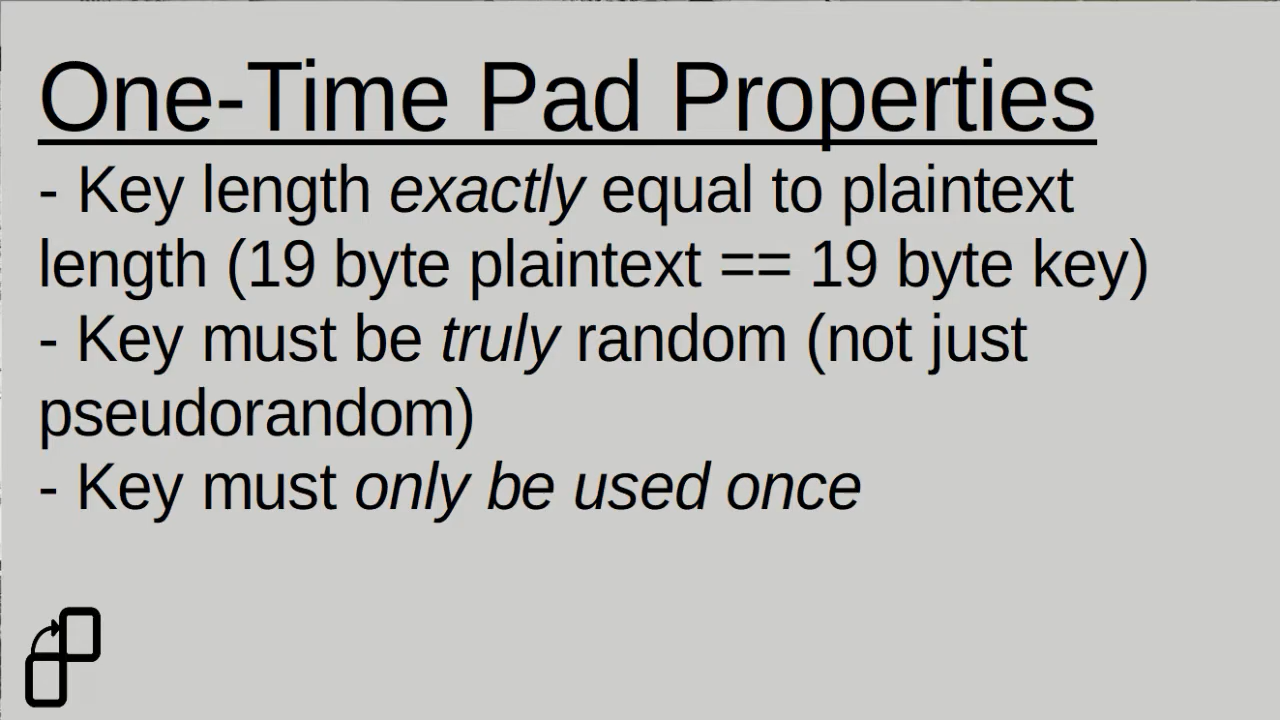 One-Time Pad Properties
- Key length exactly equal to plaintext
length (19 byte plaintext == 19 byte key)
- Key must be truly random (not just
pseudorandom)
- Key must only be used once